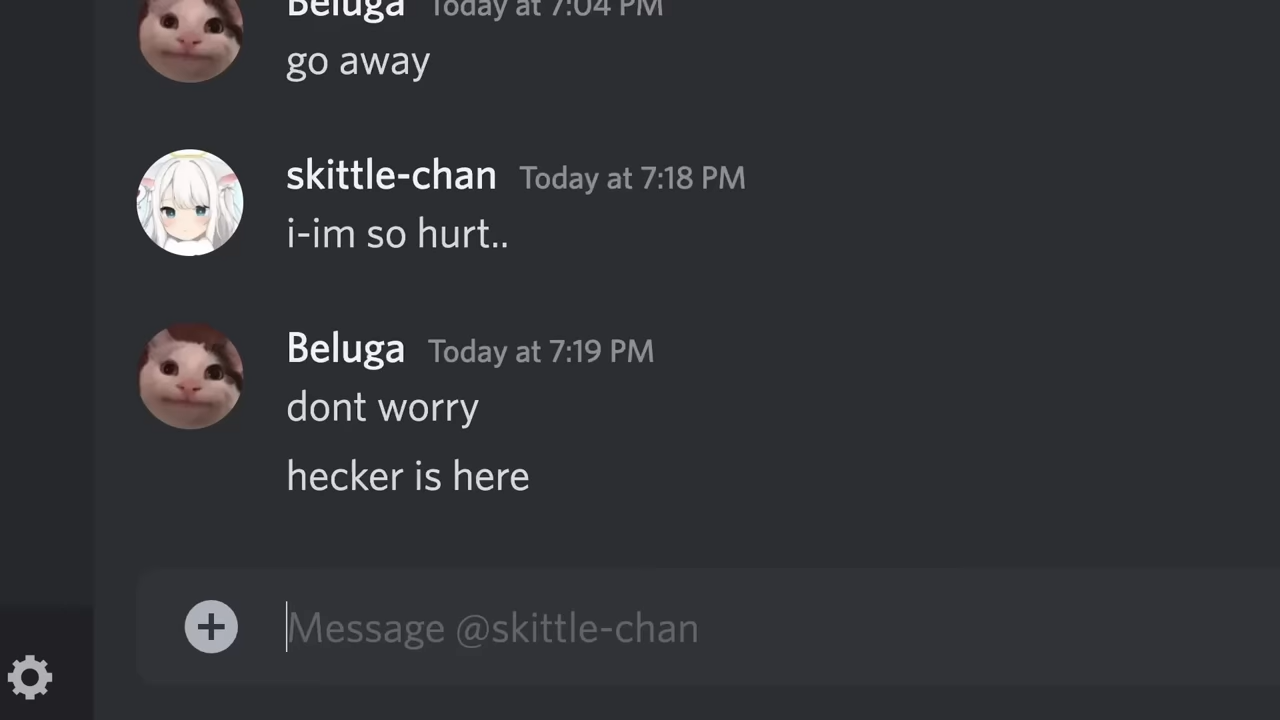 Beluga Today at 7:04 PM
go away
skittle-chan Today at 7:18 PM
i-im so hurt..
Beluga Today at 7:19 PM
dont worry
hecker is here
Message @skittle-chan